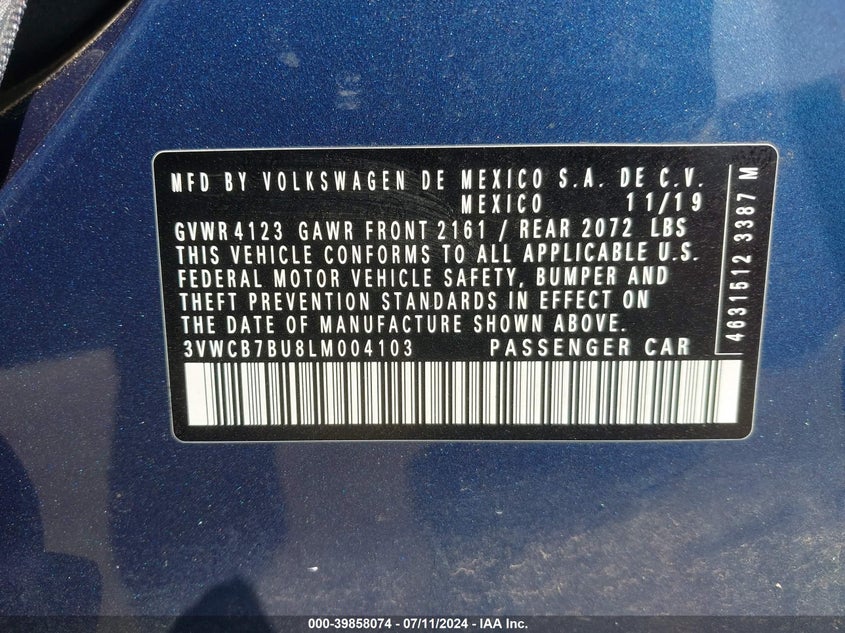 MFD BY VOLKSWAGEN DE MEXICO S.A. DE C.V.
MEXICO 11/19
GVWR 4123 GAWR FRONT 2161 / REAR 2072 LBS
THIS VEHICLE CONFORMS TO ALL APPLICABLE U.S.
FEDERAL MOTOR VEHICLE SAFETY, BUMPER AND
THEFT PREVENTION STANDARDS IN EFFECT ON
THE DATE OF MANUFACTURE SHOWN ABOVE.
3VWCB7BU8LM004103 PASSENGER CAR
4631512 3387 M
000-39858074 - 07/11/2024 - IAA Inc.